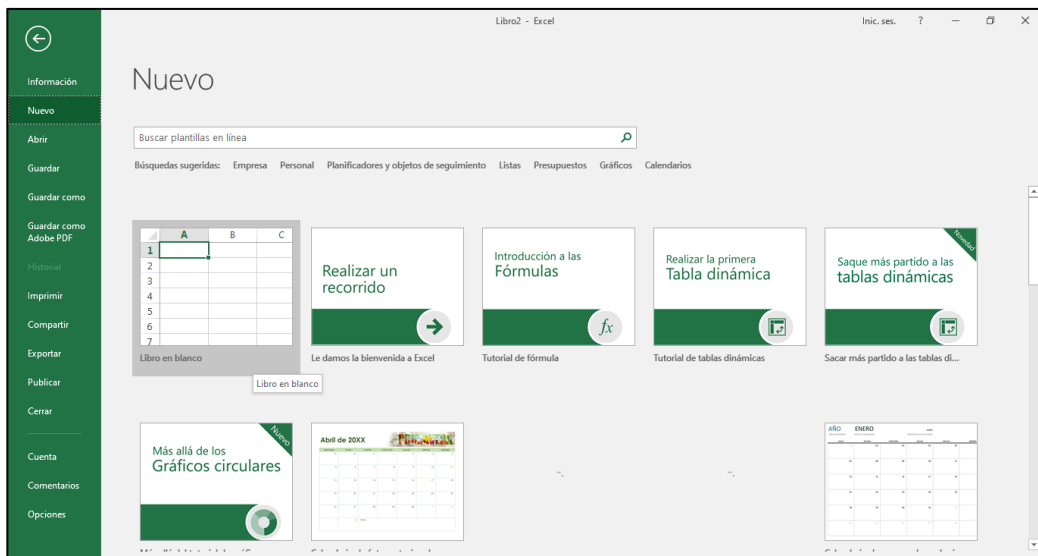 Libro2 - Excel
Inic. ses.
?
Información
Nuevo
Abrir
Guardar
Guardar como
Guardar como
Adobe PDF
Historial
Imprimir
Compartir
Exportar
Publicar
Cerrar
Cuenta
Comentarios
Opciones
Nuevo
Buscar plantillas en línea
Búsquedas sugeridas: Empresa Personal Planificadores y objetos de seguimiento Listas Presupuestos Gráficos Calendarios
A B C
1
2
3
4
5
6
7
Libro en blanco
Libro en blanco
Realizar un
recorrido
Le damos la bienvenida a Excel
Introducción a las
Fórmulas
fx
Tutorial de fórmula
Realizar la primera
Tabla dinámica
Tutorial de tablas dinámicas
Novedad
Saque más partido a las
tablas dinámicas
Sacar más partido a las tablas di...
Nuevo
Más allá de los
Gráficos circulares
Abril de 20XX
AÑO ENERO